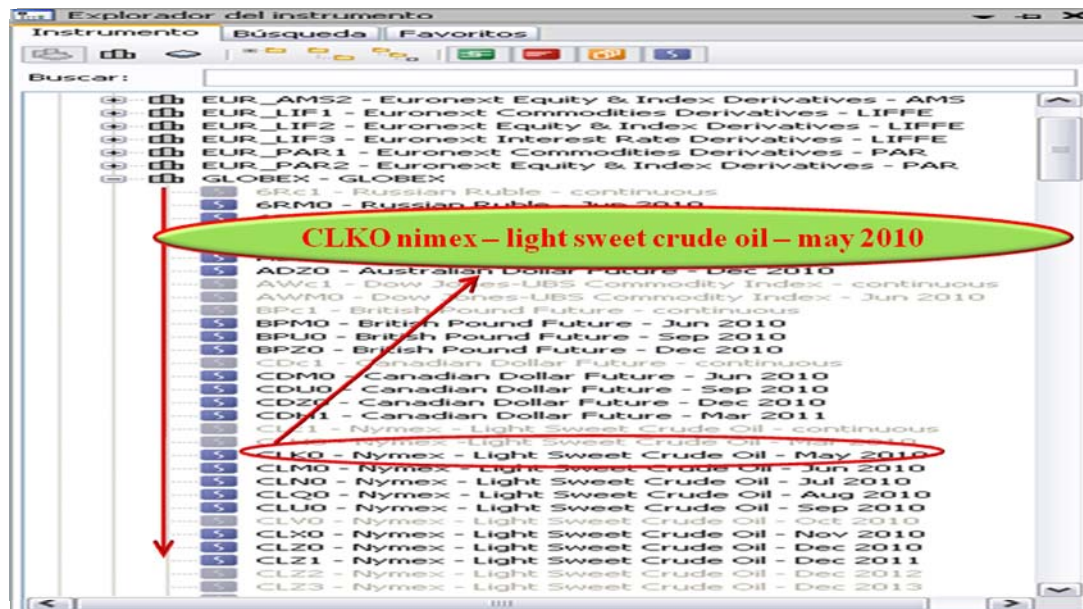 Explorador del instrumento
Instrumento Búsqueda Favoritos
Buscar:
EUR_AMS2 - Euronext Equity & Index Derivatives - AMS
EUR_LIF1 - Euronext Commodities Derivatives - LIFFE
EUR_LIF2 - Euronext Equity & Index Derivatives - LIFFE
EUR_LIF3 - Euronext Interest Rate Derivatives - LIFFE
EUR_PAR1 - Euronext Commodities Derivatives - PAR
EUR_PAR2 - Euronext Equity & Index Derivatives - PAR
GLOBEX - GLOBEX
6Rc1 - Russian Ruble - continuous
6RM0 - Russian Ruble - Jun 2010
CLKO nimex – light sweet crude oil – may 2010
ADZ0 - Australian Dollar Future - Dec 2010
AWc1 - Dow Jones-UBS Commodity Index - continuous
AWM0 - Dow Jones-UBS Commodity Index - Jun 2010
BPc1 - British Pound Future - continuous
BPM0 - British Pound Future - Jun 2010
BPU0 - British Pound Future - Sep 2010
BPZ0 - British Pound Future - Dec 2010
CDc1 - Canadian Dollar Future - continuous
CDM0 - Canadian Dollar Future - Jun 2010
CDU0 - Canadian Dollar Future - Sep 2010
CDZ0 - Canadian Dollar Future - Dec 2010
CDH1 - Canadian Dollar Future - Mar 2011
- Nymex - Light Sweet Crude Oil - continuous
- Nymex - Light Sweet Crude Oil - Mar 2010
CLK0 - Nymex - Light Sweet Crude Oil - May 2010
CLM0 - Nymex - Light Sweet Crude Oil - Jun 2010
CLN0 - Nymex - Light Sweet Crude Oil - Jul 2010
CLQ0 - Nymex - Light Sweet Crude Oil - Aug 2010
CLU0 - Nymex - Light Sweet Crude Oil - Sep 2010
CLV0 - Nymex - Light Sweet Crude Oil - Oct 2010
CLX0 - Nymex - Light Sweet Crude Oil - Nov 2010
CLZ0 - Nymex - Light Sweet Crude Oil - Dec 2010
CLZ1 - Nymex - Light Sweet Crude Oil - Dec 2011
CLZ2 - Nymex - Light Sweet Crude Oil - Dec 2012
CLZ3 - Nymex - Light Sweet Crude Oil - Dec 2013